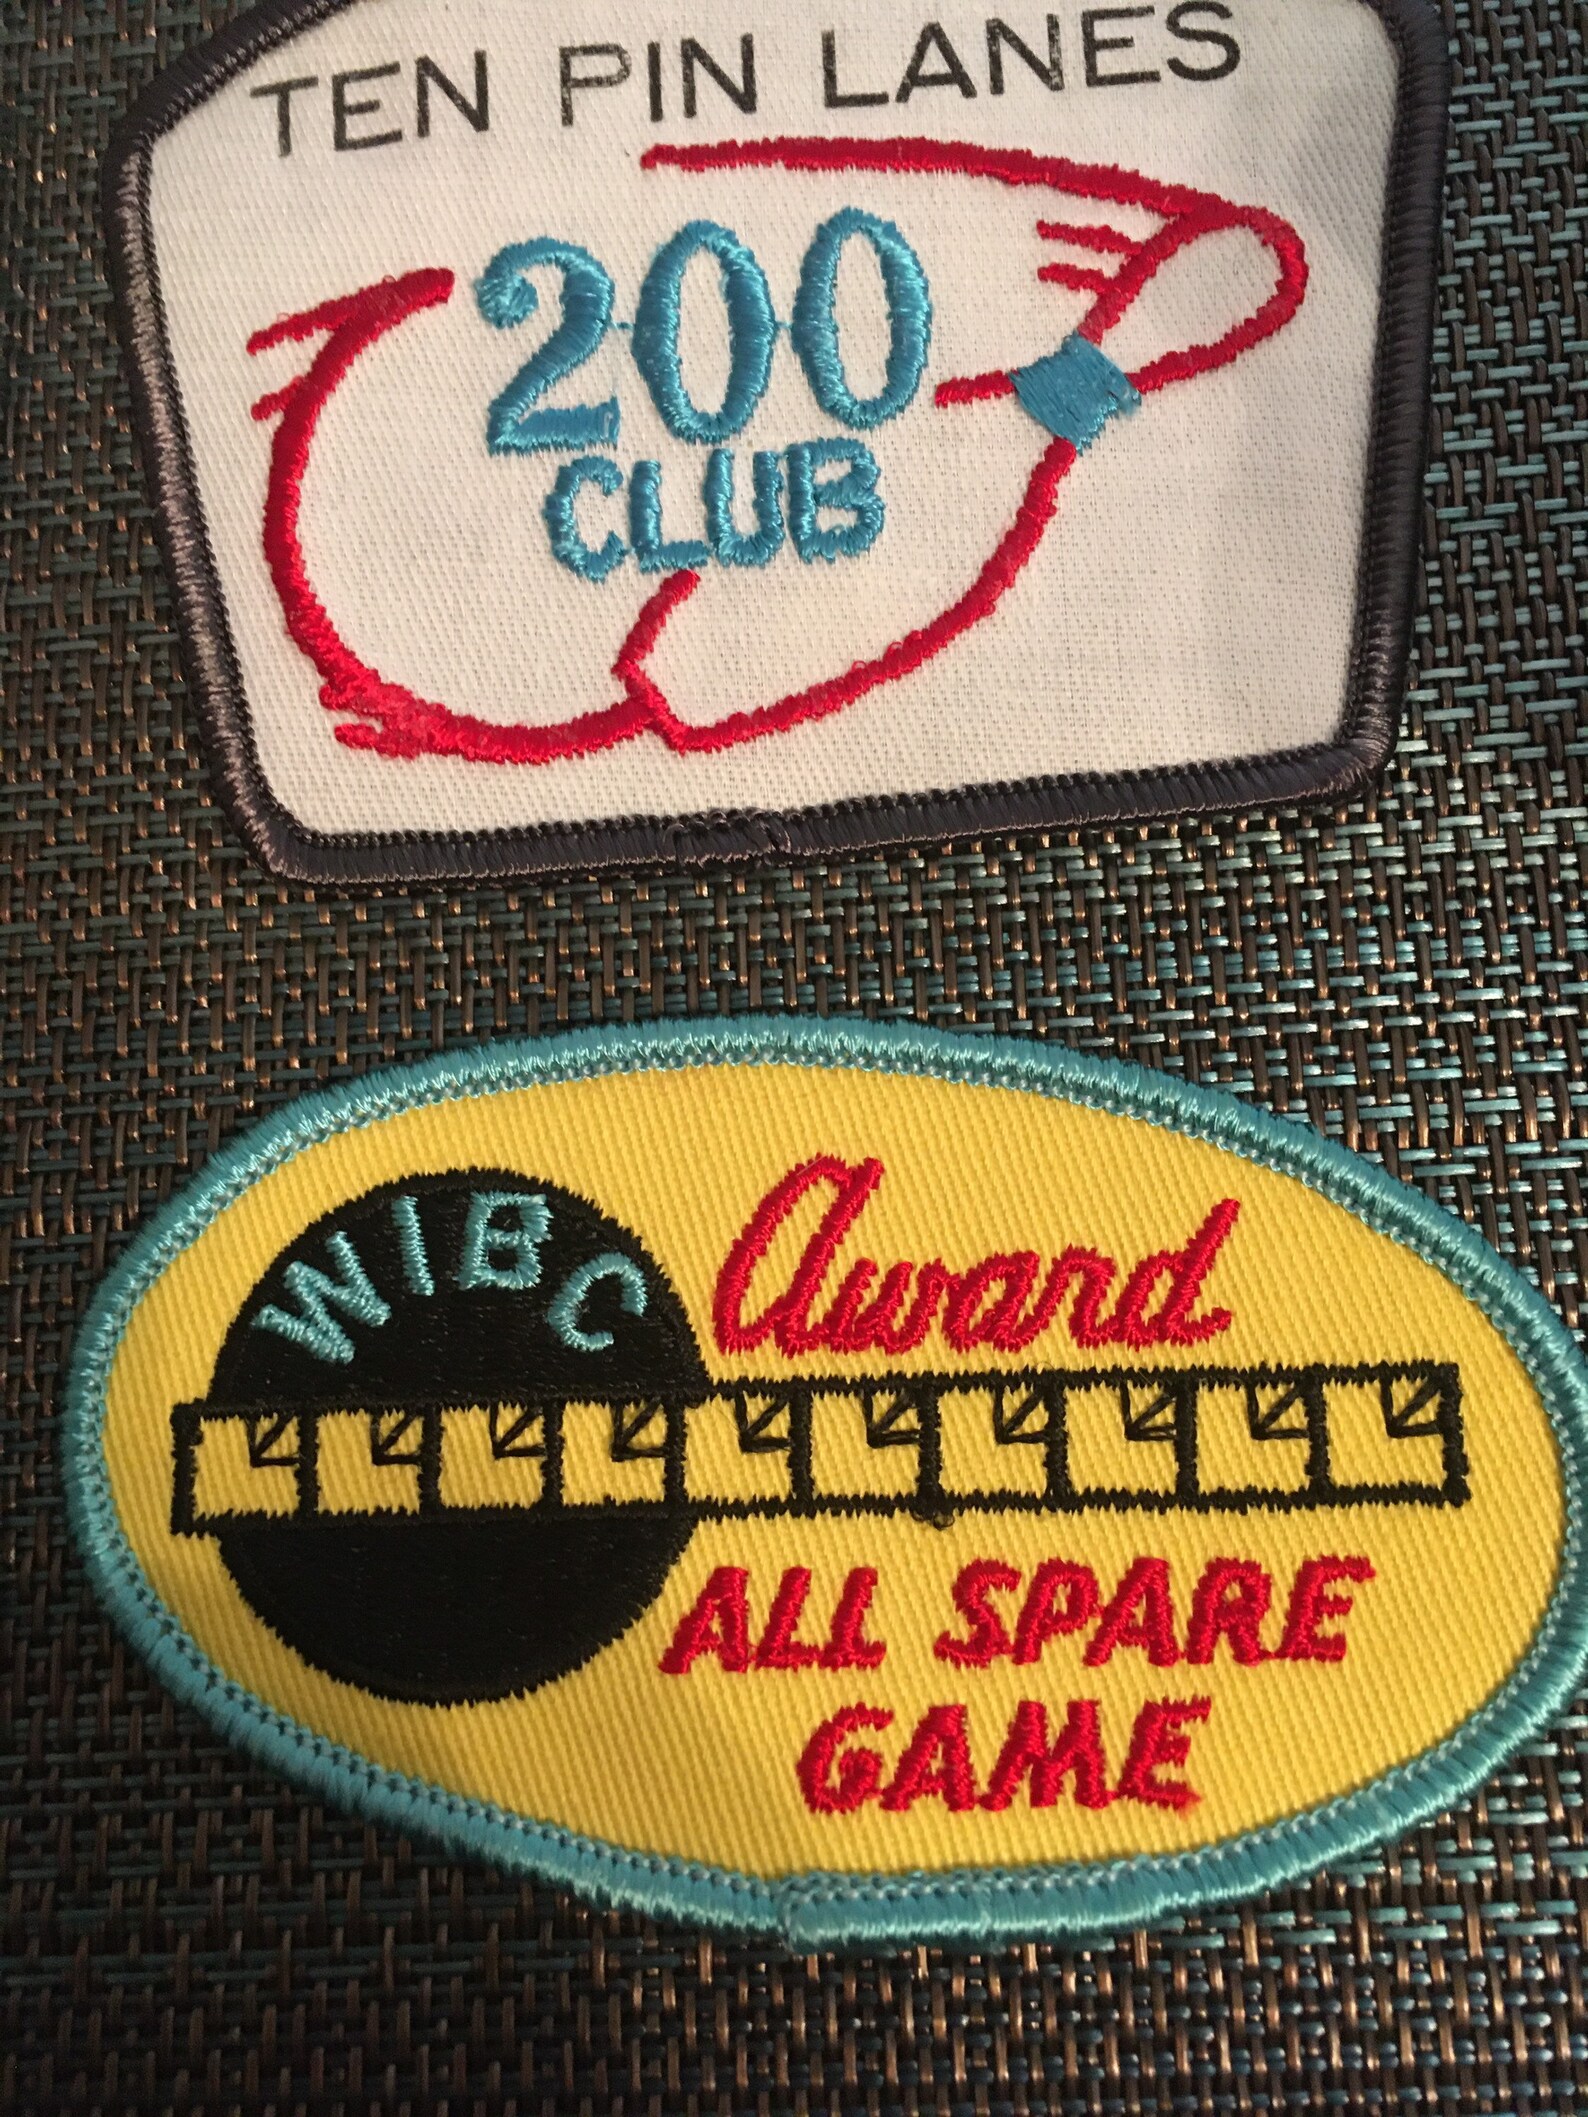 TEN PIN LANES
200
CLUB
WIBC
Award
ALL SPARE
GAME